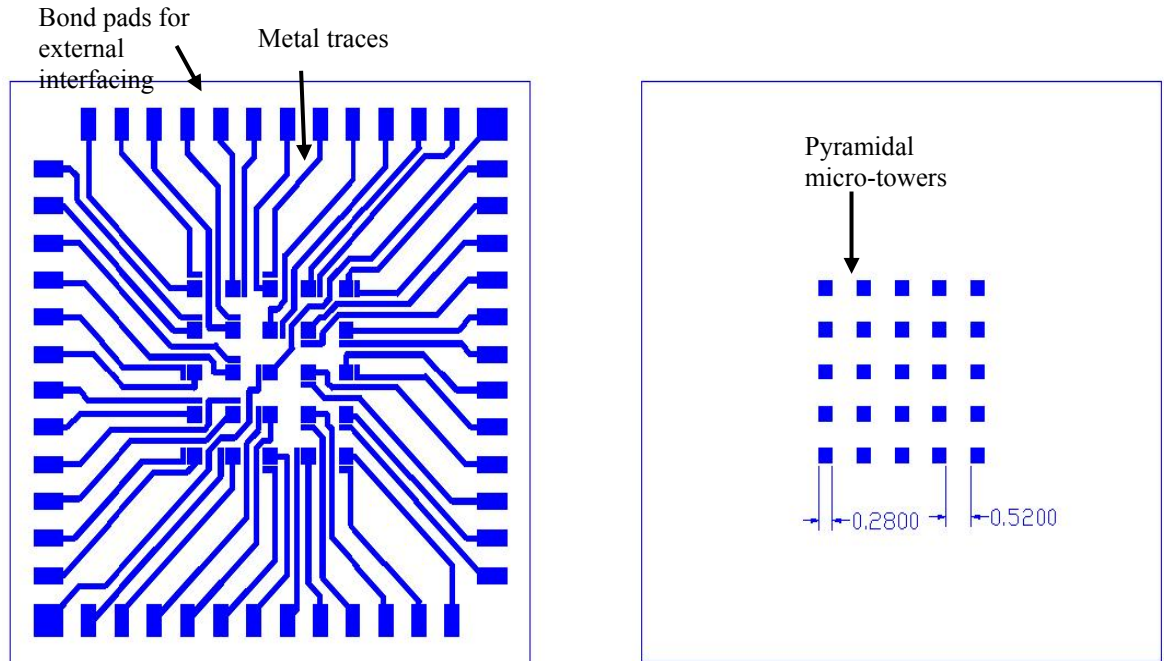 Bond pads for
external
interfacing
Metal traces
Pyramidal
micro-towers
0.2800
0.5200